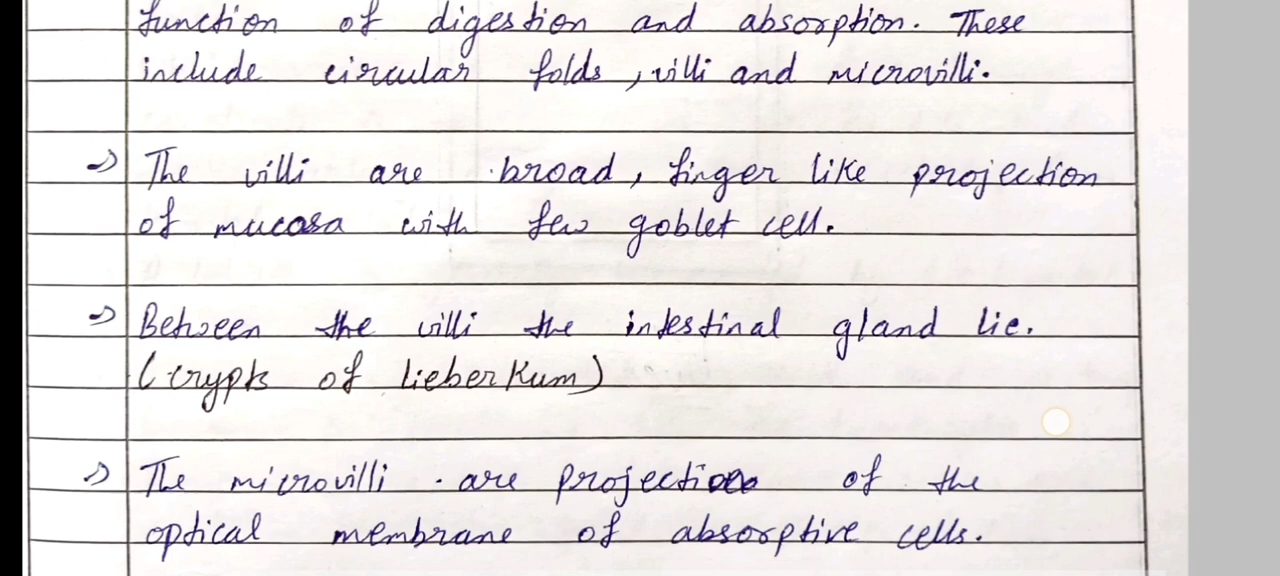 function of digestion and absorption. These
include circular folds, villi and microvilli.
-> The villi are broad, finger like projection
of mucosa with few goblet cell.
-> Between the villi the intestinal gland lie.
(crypts of lieberkum)
-> The microvilli are projection of the
optical membrane of absorptive cells.